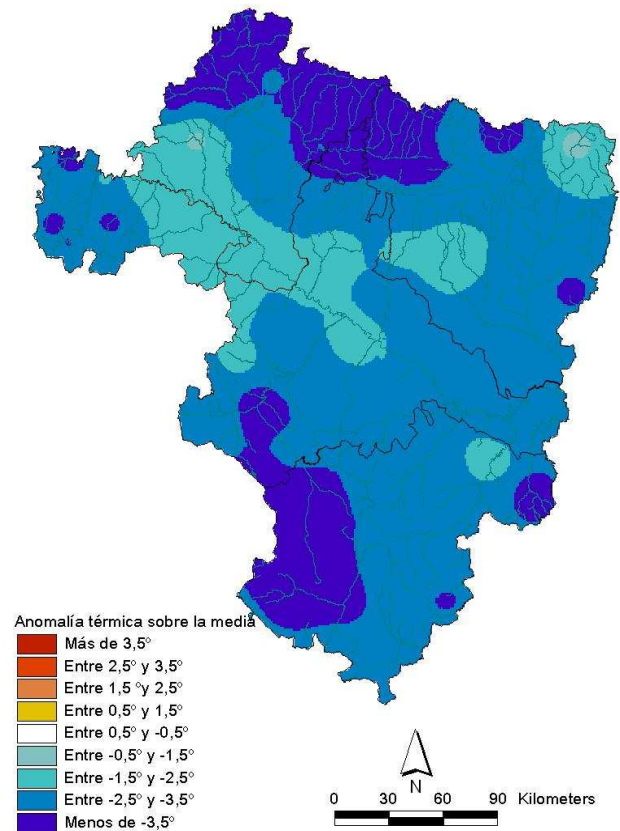 Anomalía térmica sobre la media
Más de 3,5°
Entre 2,5° y 3,5°
Entre 1,5 °y 2,5°
Entre 0,5° y 1,5°
Entre 0,5° y -0,5°
Entre -0,5° y -1,5°
Entre -1,5° y -2,5°
Entre -2,5° y -3,5°
Menos de -3,5°
N
0 30 60 90 Kilometers